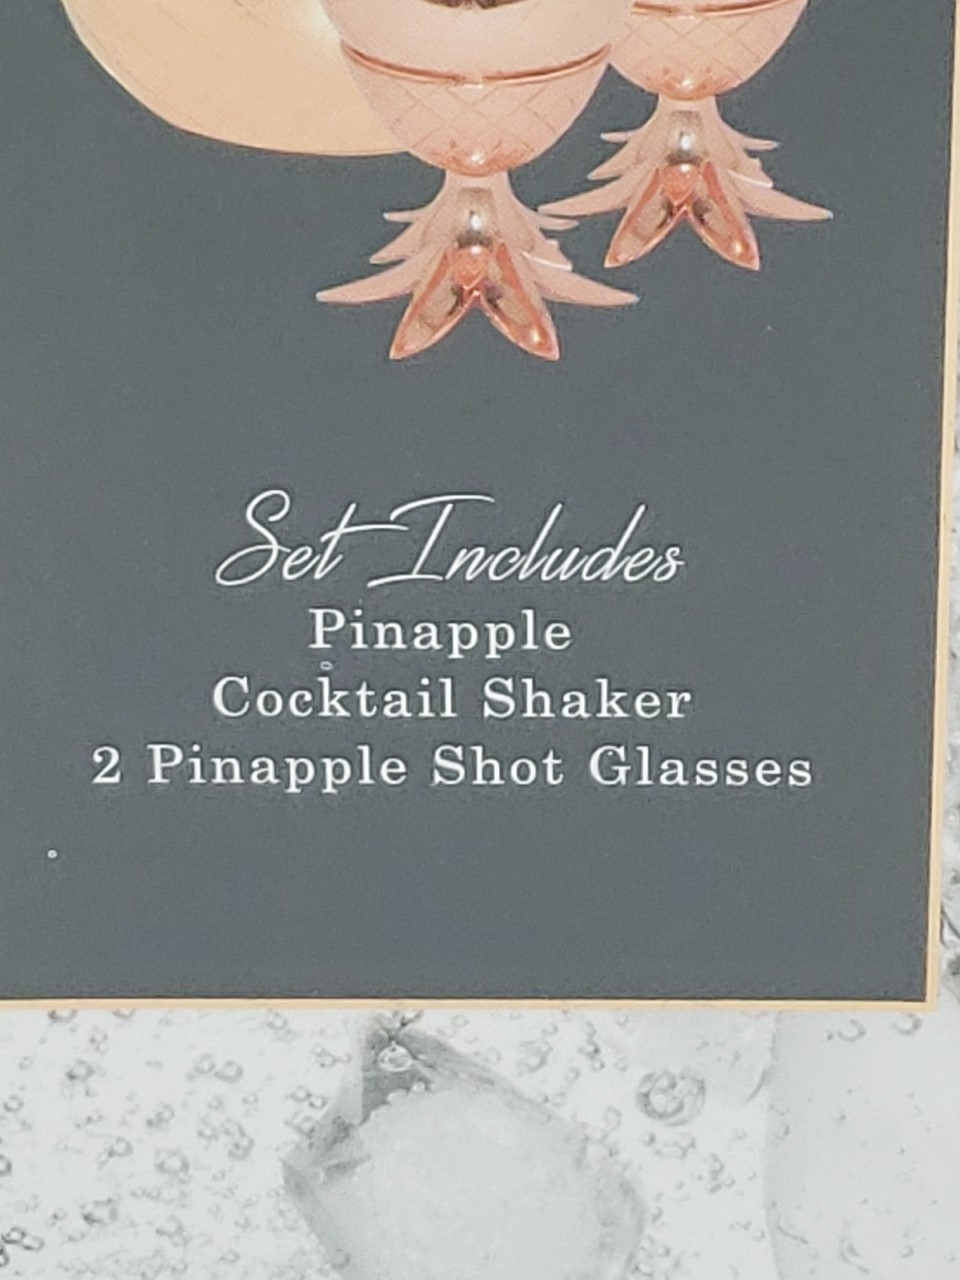 Set Includes
Pinapple
Cocktail Shaker
2 Pinapple Shot Glasses